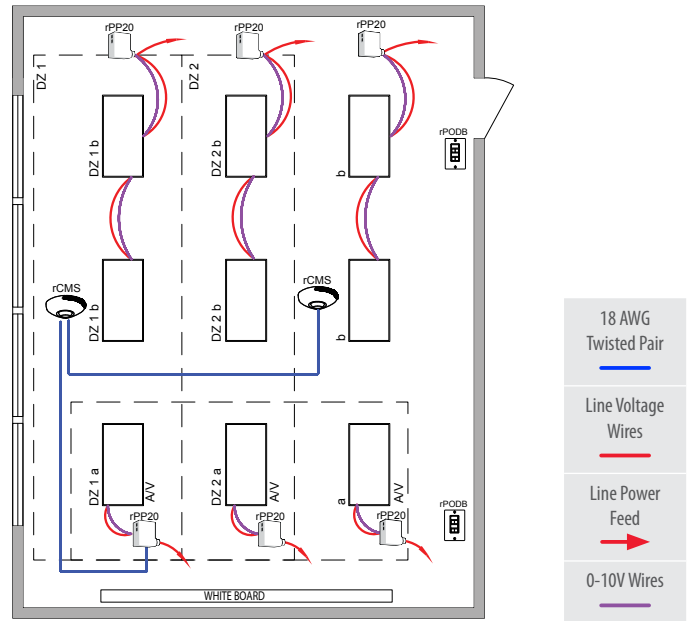 rPP20
rPP20
rPP20
DZ 1
DZ 2
rPODB
DZ 1 b
DZ 2 b
b
rCMS
rCMS
DZ 1 b
DZ 2 b
b
DZ 1 a
A/V
DZ 2 a
A/V
a
A/V
rPP20
rPP20
rPP20
rPODB
WHITE BOARD
18 AWG
Twisted Pair
Line Voltage
Wires
Line Power
Feed
0-10V Wires